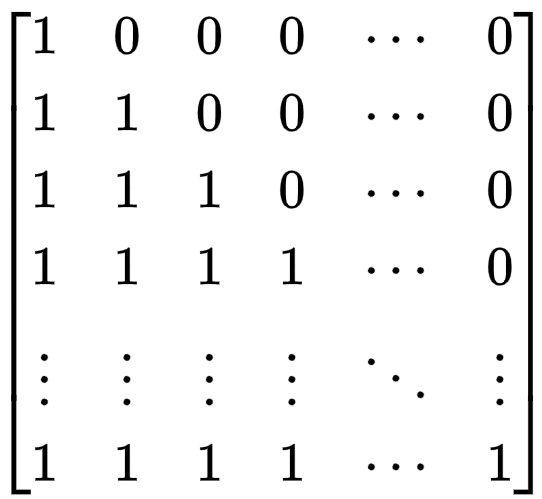 1 0 0 0 ⋯ 0
1 1 0 0 ⋯ 0
1 1 1 0 ⋯ 0
1 1 1 1 ⋯ 0
⋮ ⋮ ⋮ ⋮ ⋱ ⋮
1 1 1 1 ⋯ 1